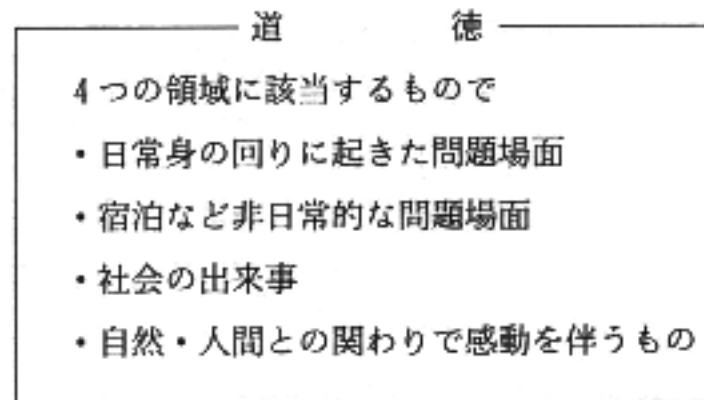 道徳
4つの領域に該当するもので
・日常身の回りに起きた問題場面
・宿泊など非日常的な問題場面
・社会の出来事
・自然・人間との関わりで感動を伴うもの